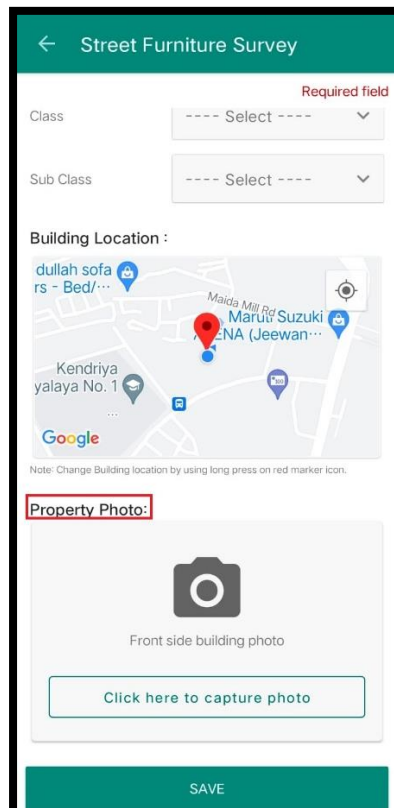 Street Furniture Survey
Required field
Class
---- Select ----
Sub Class
---- Select ----
Building Location :
dullah sofa
rs - Bed/···
Maida Mill Rd
Maruti Suzuki
ENA (Jeewan···
Kendriya
yalaya No. 1
...
Google
Note: Change Building location by using long press on red marker icon.
Property Photo:
Front side building photo
Click here to capture photo
SAVE